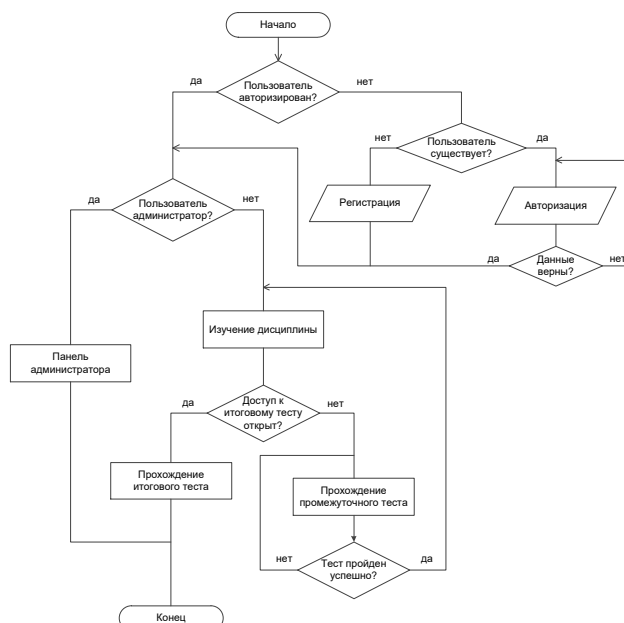 Начало
да
Пользователь
авторизирован?
нет
нет
Пользователь
существует?
да
Регистрация
Авторизация
да
Пользователь
администратор?
нет
да
Данные
верны?
нет
Изучение дисциплины
Панель
администратора
да
Доступ к
итоговому тесту
открыт?
нет
Прохождение
итогового теста
Прохождение
промежуточного теста
нет
Тест пройден
успешно?
да
Конец